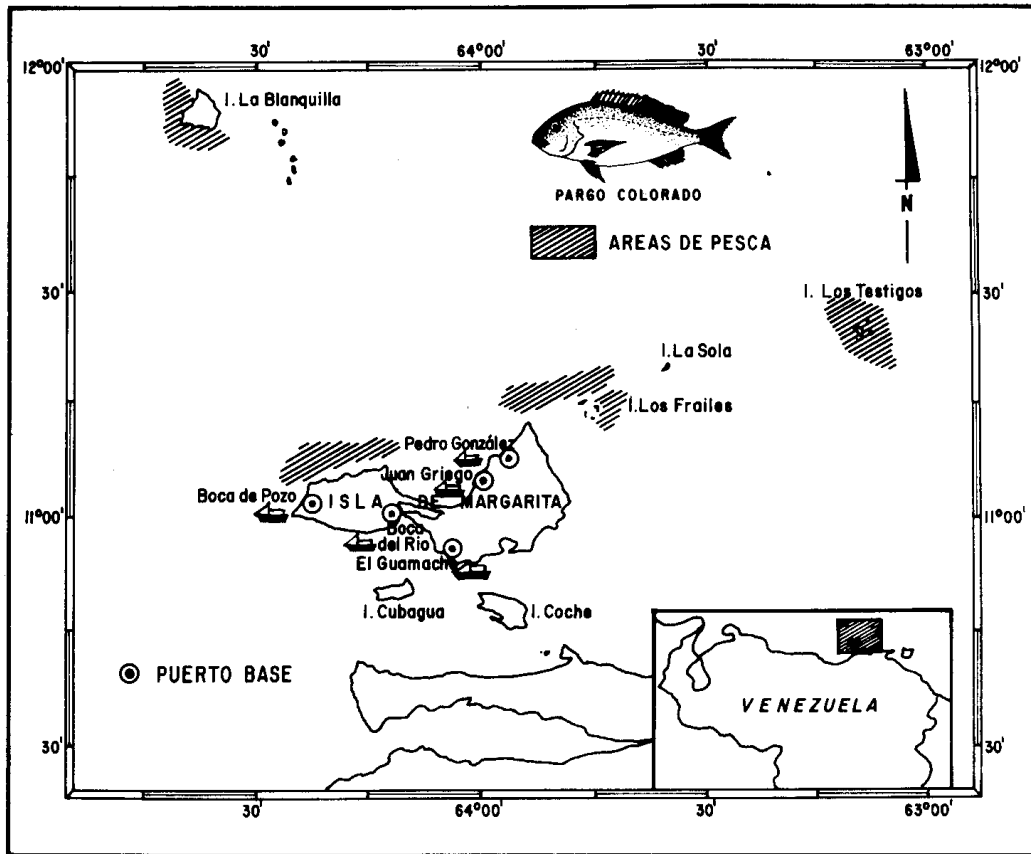 30'
64°00'
30'
63°00'
12°00'
12°00'
I. La Blanquilla
PARGO COLORADO
N
AREAS DE PESCA
30'
30'
I. Los Testigos
I. La Sola
I. Los Frailes
Pedro González
Juan Griego
Boca de Pozo
ISLA DE MARGARITA
11°00'
11°00'
Boca
del Rio
El Guamache
I. Cubagua
I. Coche
PUERTO BASE
VENEZUELA
30'
30'
30'
64°00'
30'
63°00'